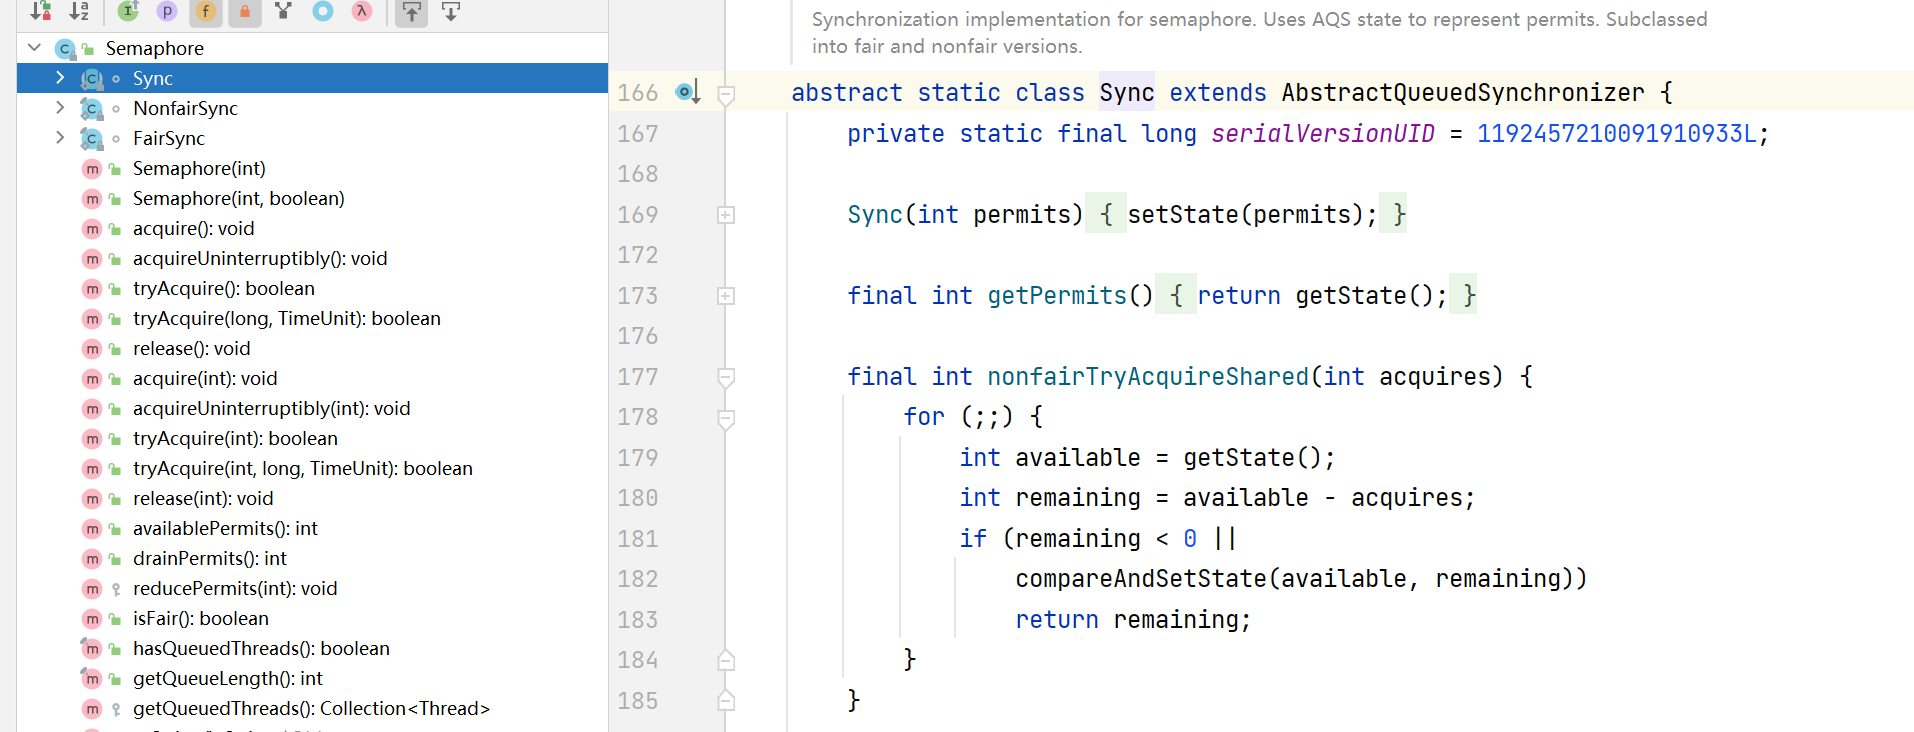 Semaphore
Sync
NonfairSync
FairSync
Semaphore(int)
Semaphore(int, boolean)
acquire(): void
acquireUninterruptibly(): void
tryAcquire(): boolean
tryAcquire(long, TimeUnit): boolean
release(): void
acquire(int): void
acquireUninterruptibly(int): void
tryAcquire(int): boolean
tryAcquire(int, long, TimeUnit): boolean
release(int): void
availablePermits(): int
drainPermits(): int
reducePermits(int): void
isFair(): boolean
hasQueuedThreads(): boolean
getQueueLength(): int
getQueuedThreads(): Collection<Thread>
Synchronization implementation for semaphore. Uses AQS state to represent permits. Subclassed
into fair and nonfair versions.
166 abstract static class Sync extends AbstractQueuedSynchronizer {
167 private static final long serialVersionUID = 1192457210091910933L;
168
169 Sync(int permits) { setState(permits); }
172
173 final int getPermits() { return getState(); }
176
177 final int nonfairTryAcquireShared(int acquires) {
178 for (;;) {
179 int available = getState();
180 int remaining = available - acquires;
181 if (remaining < 0 ||
182 compareAndSetState(available, remaining))
183 return remaining;
184 }
185 }